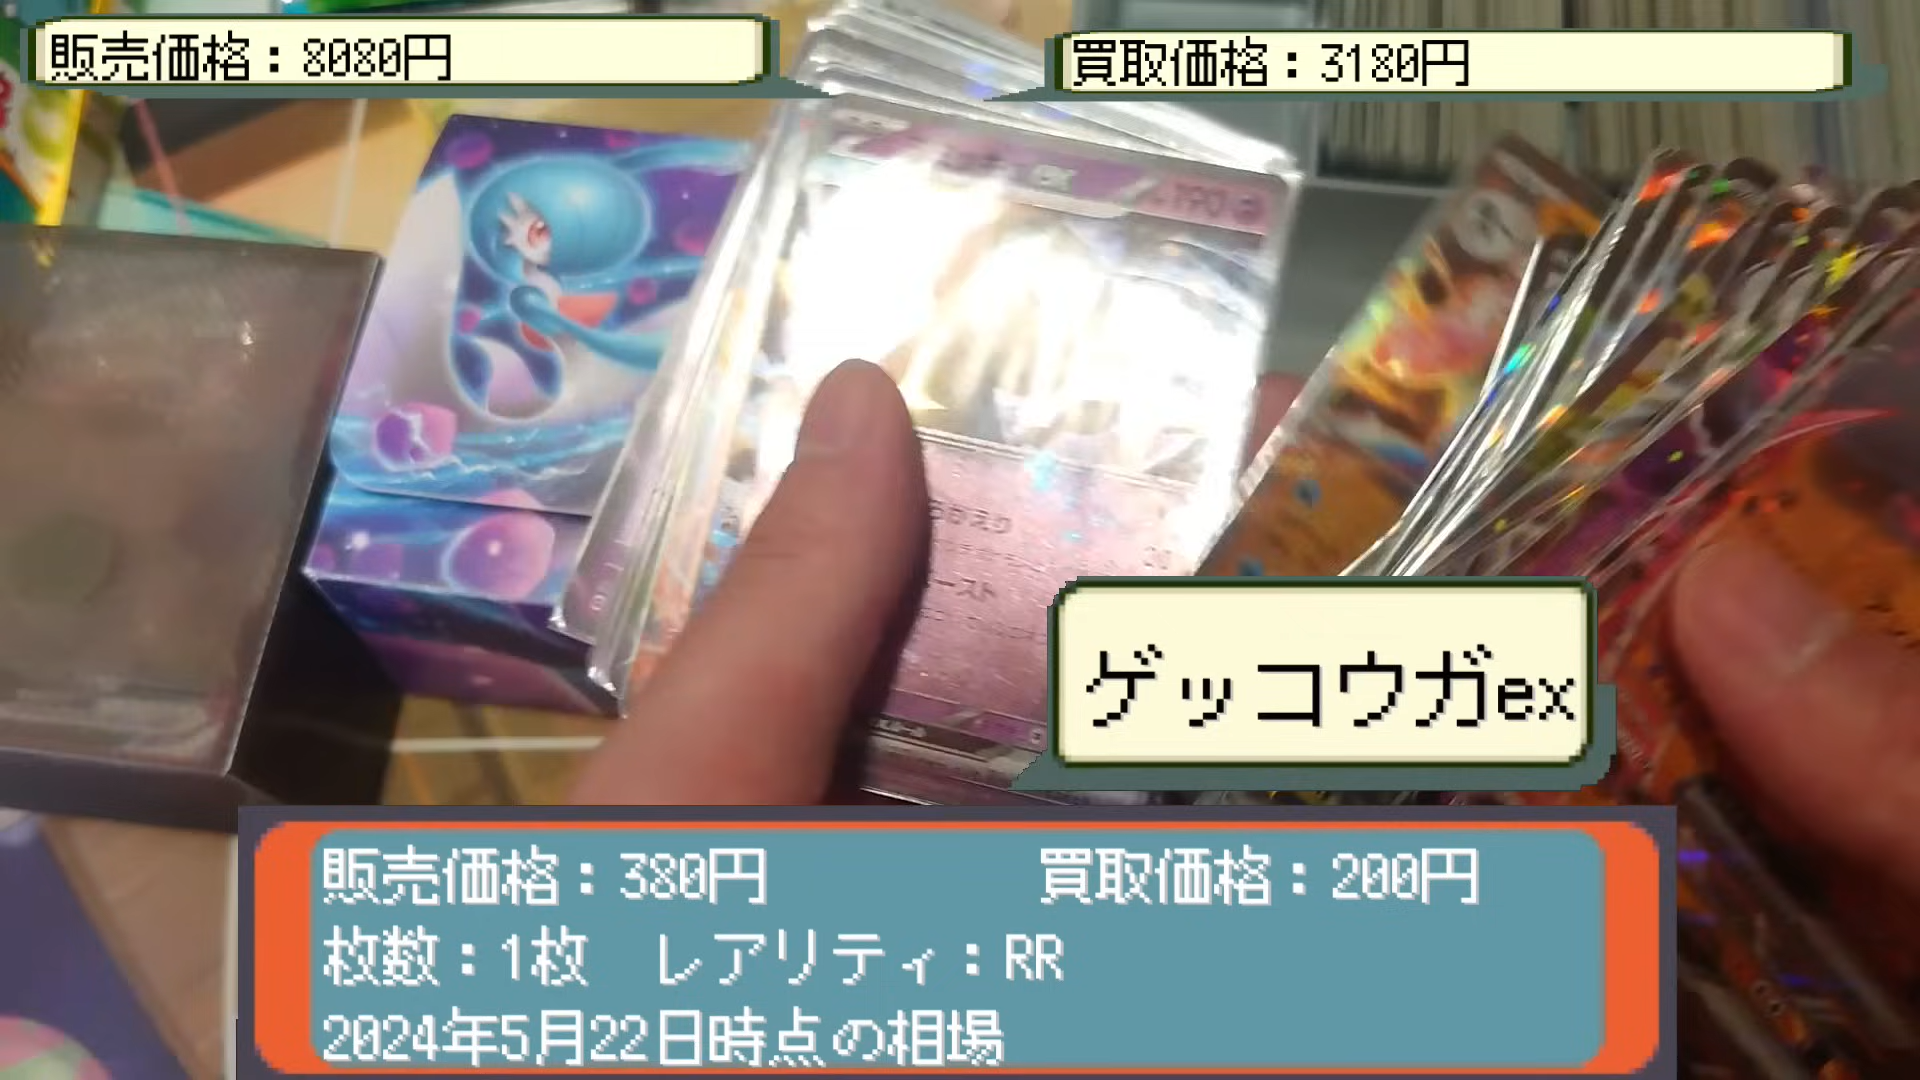 販売価格：8080円
買取価格：3180円
ex
190
30
ゲッコウガex
販売価格：380円　買取価格：200円
枚数：1枚　レアリティ：RR
2024年5月22日時点の相場